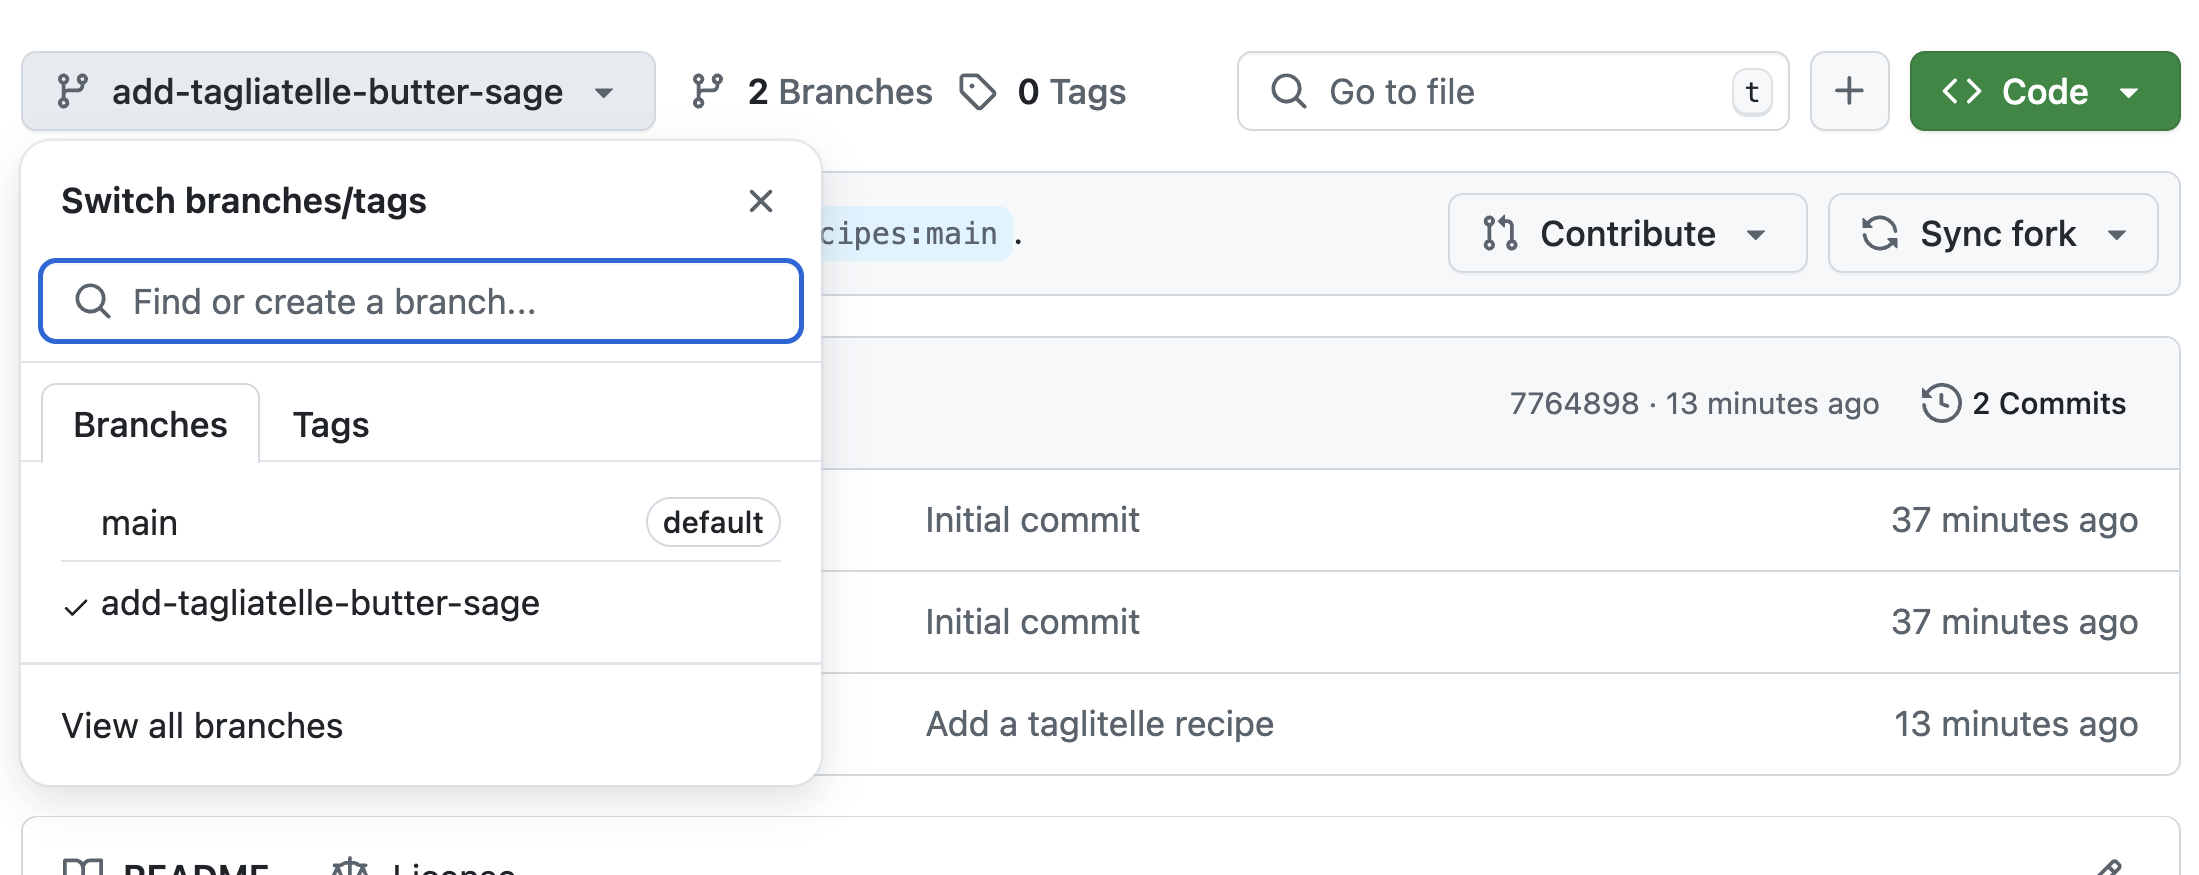 add-tagliatelle-butter-sage
2 Branches
0 Tags
Go to file
t
Code
Switch branches/tags
cipes:main .
Contribute
Sync fork
Find or create a branch...
Branches
Tags
7764898 · 13 minutes ago
2 Commits
main
default
Initial commit
37 minutes ago
add-tagliatelle-butter-sage
Initial commit
37 minutes ago
View all branches
Add a taglitelle recipe
13 minutes ago
README
License